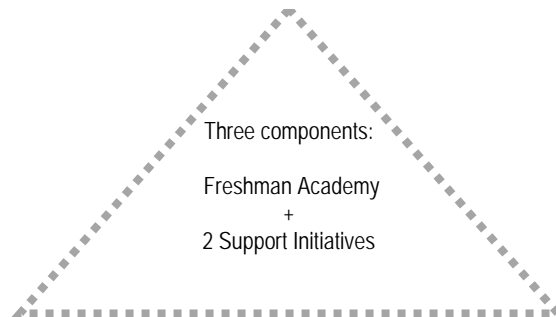 Three components:
Freshman Academy
+
2 Support Initiatives